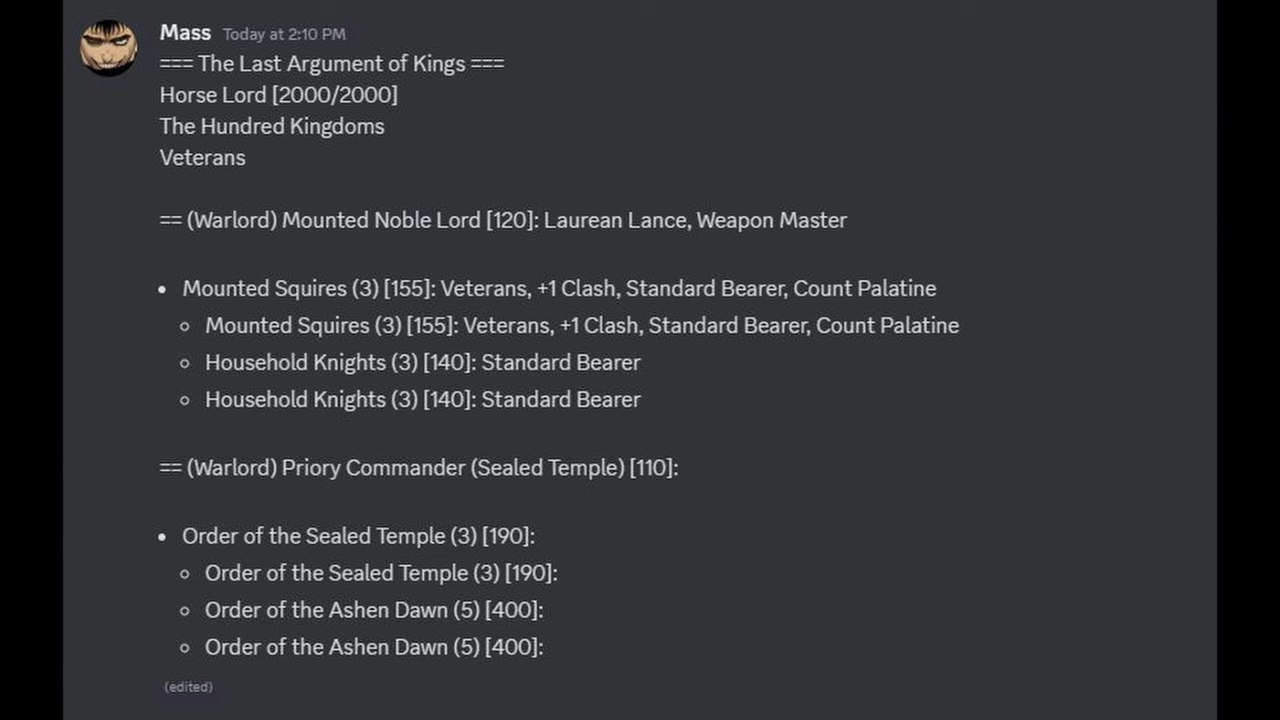 Mass Today at 2:10 PM
=== The Last Argument of Kings ===
Horse Lord [2000/2000]
The Hundred Kingdoms
Veterans
== (Warlord) Mounted Noble Lord [120]: Laurean Lance, Weapon Master
• Mounted Squires (3) [155]: Veterans, +1 Clash, Standard Bearer, Count Palatine
◦ Mounted Squires (3) [155]: Veterans, +1 Clash, Standard Bearer, Count Palatine
◦ Household Knights (3) [140]: Standard Bearer
◦ Household Knights (3) [140]: Standard Bearer
== (Warlord) Priory Commander (Sealed Temple) [110]:
• Order of the Sealed Temple (3) [190]:
◦ Order of the Sealed Temple (3) [190]:
◦ Order of the Ashen Dawn (5) [400]:
◦ Order of the Ashen Dawn (5) [400]:
(edited)